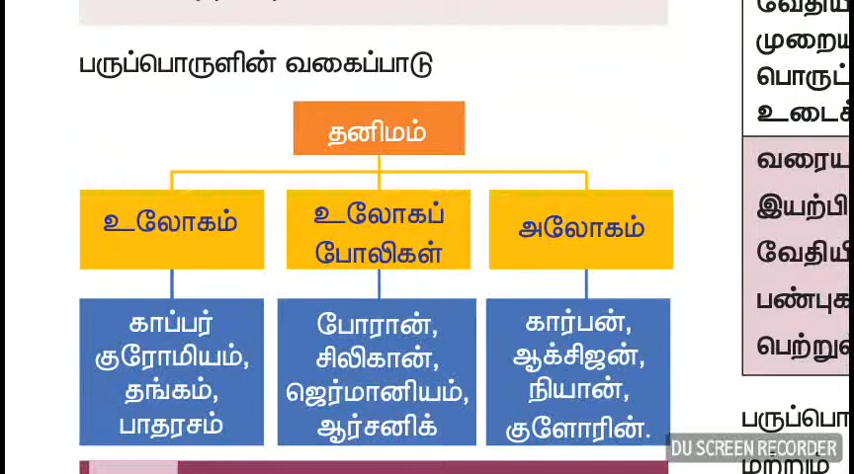 பருப்பொருளின் வகைப்பாடு
தனிமம்
உலோகம்
உலோகப்
போலிகள்
அலோகம்
காப்பர்
குரோமியம்,
தங்கம்,
பாதரசம்
போரான்,
சிலிகான்,
ஜெர்மானியம்,
ஆர்சனிக்
கார்பன்,
ஆக்சிஜன்,
நியான்,
குளோரின்.
முறைய
பொருட்
உடைக்
வரைய
இயற்பி
வேதியி
பண்புக
பெற்று
பருப்பொ
மற்றும்
DU SCREEN RECORDER